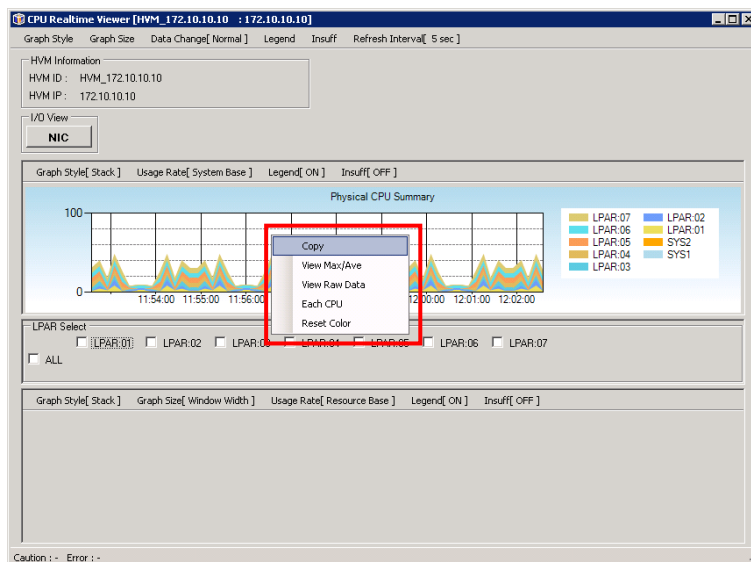 CPU Realtime Viewer [HVM_172.10.10.10 : 172.10.10.10]
Graph Style Graph Size Data Change[ Normal ] Legend Insuff Refresh Interval[ 5 sec ]
HVM Information
HVM ID : HVM_172.10.10.10
HVM IP : 172.10.10.10
I/O View
NIC
Graph Style[ Stack ] Usage Rate[ System Base ] Legend[ ON ] Insuff[ OFF ]
Physical CPU Summary
100
0
11:54:00 11:55:00 11:56:00 12:00:00 12:01:00 12:02:00
LPAR:07 LPAR:02
LPAR:06 LPAR:01
LPAR:05 SYS2
LPAR:04 SYS1
LPAR:03
Copy
View Max/Ave
View Raw Data
Each CPU
Reset Color
LPAR Select
LPAR:01 LPAR:02 LPAR:03 LPAR:04 LPAR:05 LPAR:06 LPAR:07
ALL
Graph Style[ Stack ] Graph Size[ Window Width ] Usage Rate[ Resource Base ] Legend[ ON ] Insuff[ OFF ]
Caution : - Error : -